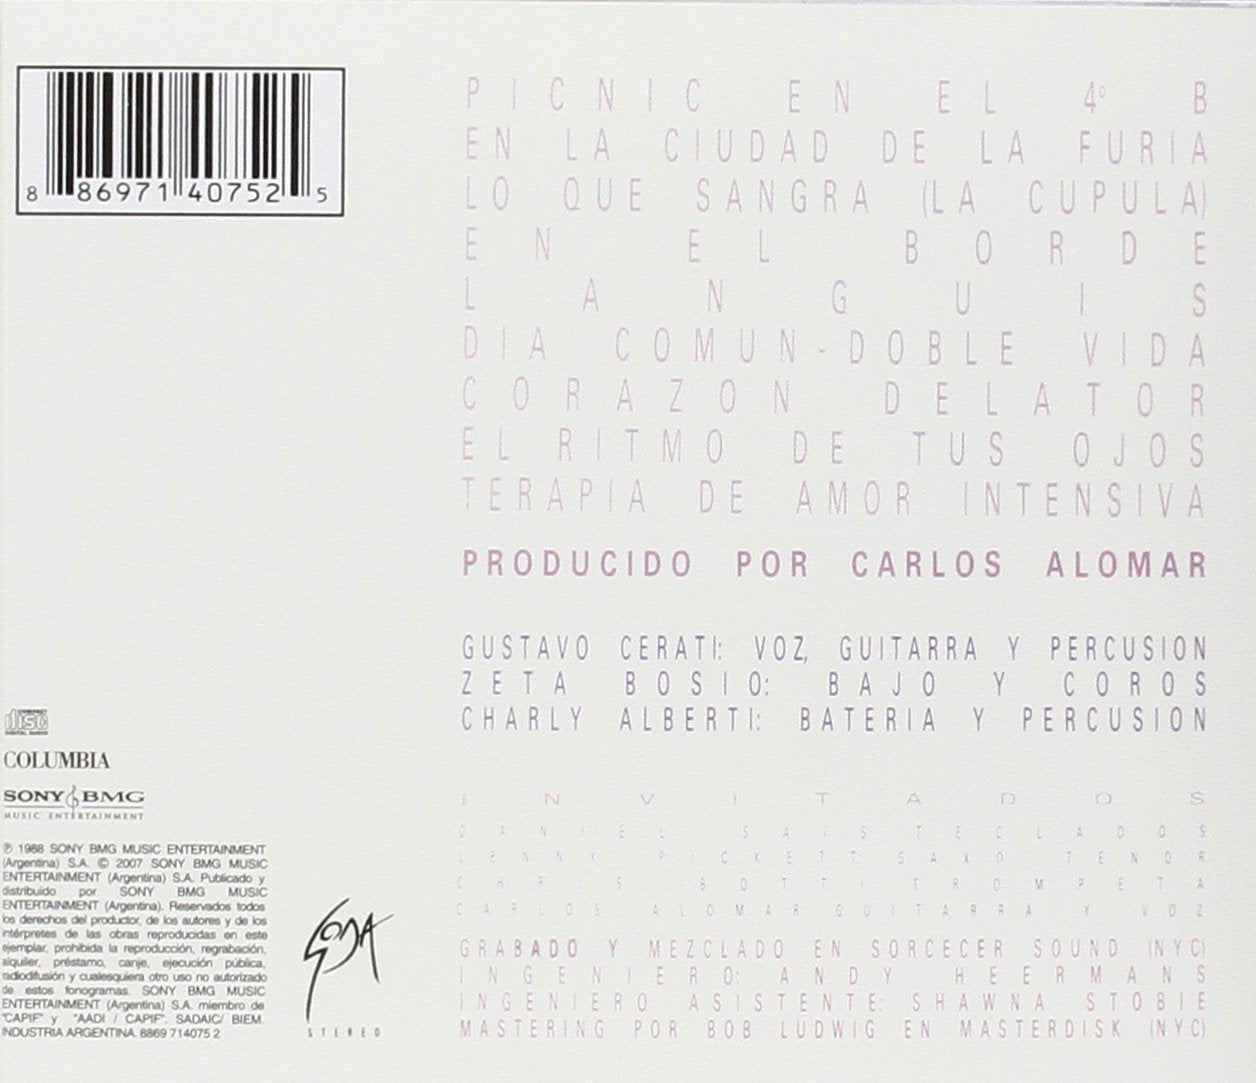 8 86971 40752 5
PICNIC EN EL 4º B
EN LA CIUDAD DE LA FURIA
LO QUE SANGRA (LA CUPULA)
EN EL BORDE
LANGUIS
DIA COMUN-DOBLE VIDA
CORAZON DELATOR
EL RITMO DE TUS OJOS
TERAPIA DE AMOR INTENSIVA
PRODUCIDO POR CARLOS ALOMAR
GUSTAVO CERATI: VOZ, GUITARRA Y PERCUSION
ZETA BOSIO: BAJO Y COROS
CHARLY ALBERTI: BATERIA Y PERCUSION
INVITADOS
DANIEL SAIS TECLADOS
LENNY PICKETT SAXO TENOR
CHRIS BOTTI TROMPETA
CARLOS ALOMAR GUITARRA Y VOZ
GRABADO Y MEZCLADO EN SORCECER SOUND (NYC)
INGENIERO: ANDY HEERMANS
INGENIERO ASISTENTE: SHAWNA STOBIE
MASTERING POR BOB LUDWIG EN MASTERDISK (NYC)
COMPACT
disc
DIGITAL AUDIO
COLUMBIA
SONY BMG
MUSIC ENTERTAINMENT
℗ 1988 SONY BMG MUSIC ENTERTAINMENT
(Argentina) S.A. © 2007 SONY BMG MUSIC
ENTERTAINMENT (Argentina) S.A. Publicado y
distribuido por SONY BMG MUSIC
ENTERTAINMENT (Argentina). Reservados todos
los derechos del productor, de los autores y de los
intérpretes de las obras reproducidas en este
ejemplar, prohibida la reproducción, regrabación,
alquiler, préstamo, canje, ejecución pública,
radiodifusión y cualesquiera otro uso no autorizado
de estos fonogramas. SONY BMG MUSIC
ENTERTAINMENT (Argentina) S.A. miembro de
"CAPIF" y "AADI / CAPIF". SADAIC/ BIEM.
INDUSTRIA ARGENTINA. 8869 714075 2
SODA
STEREO